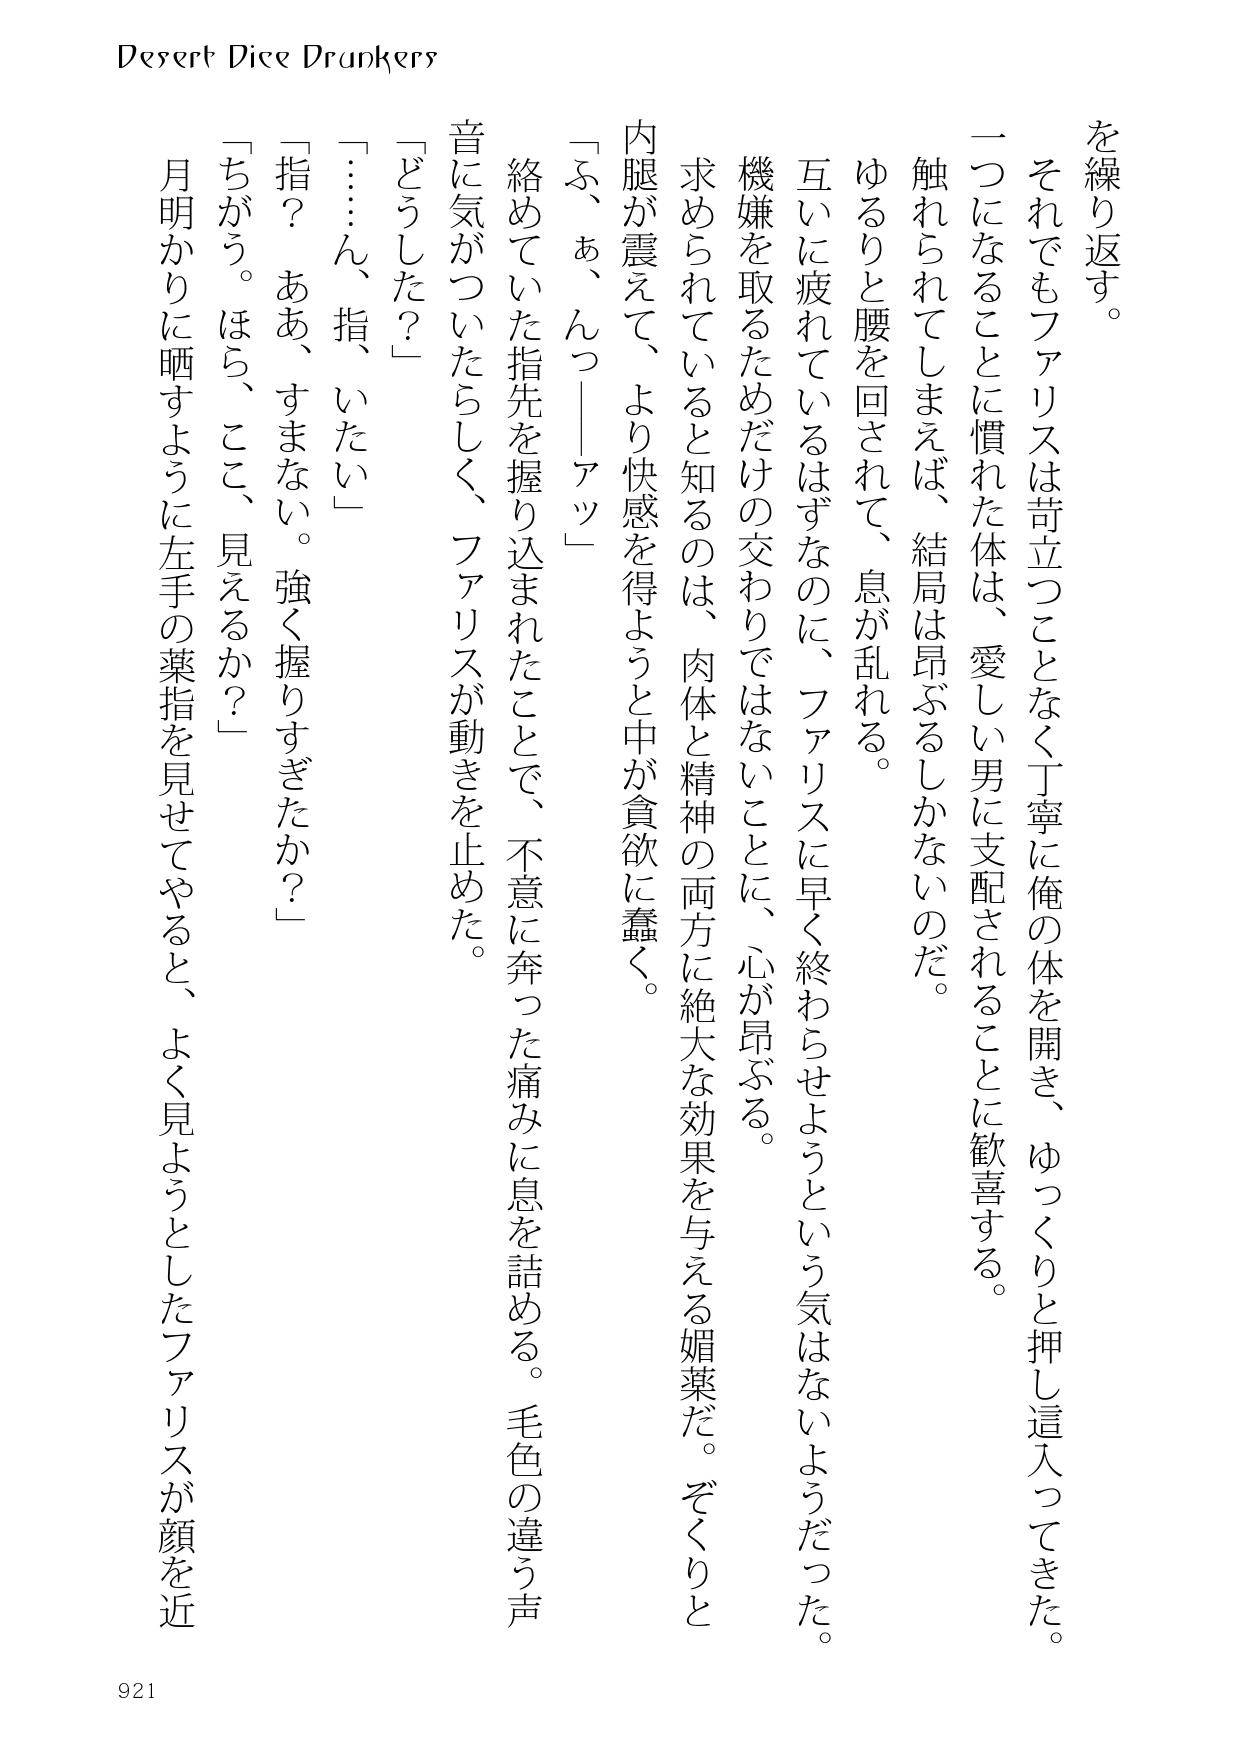 Desert Dice Drunkers
を繰り返す。
それでもファリスは苛立つことなく丁寧に俺の体を開き、ゆっくりと押し這入ってきた。
一つになることに慣れた体は、愛しい男に支配されることに歓喜する。
触れられてしまえば、結局は昂ぶるしかないのだ。
ゆるりと腰を回されて、息が乱れる。
互いに疲れているはずなのに、ファリスに早く終わらせようという気はないようだった。
機嫌を取るためだけの交わりではないことに、心が昂ぶる。
求められていると知るのは、肉体と精神の両方に絶大な効果を与える媚薬だ。ぞくりと
内腿が震えて、より快感を得ようと中が貪欲に蠢く。
「ふ、ぁ、んっ――アッ」
絡めていた指先を握り込まれたことで、不意に奔った痛みに息を詰める。毛色の違う声
音に気がついたらしく、ファリスが動きを止めた。
「どうした？」
「……ん、指、いたい」
「指？　ああ、すまない。強く握りすぎたか？」
「ちがう。ほら、ここ、見えるか？」
月明かりに晒すように左手の薬指を見せてやると、よく見ようとしたファリスが顔を近
921